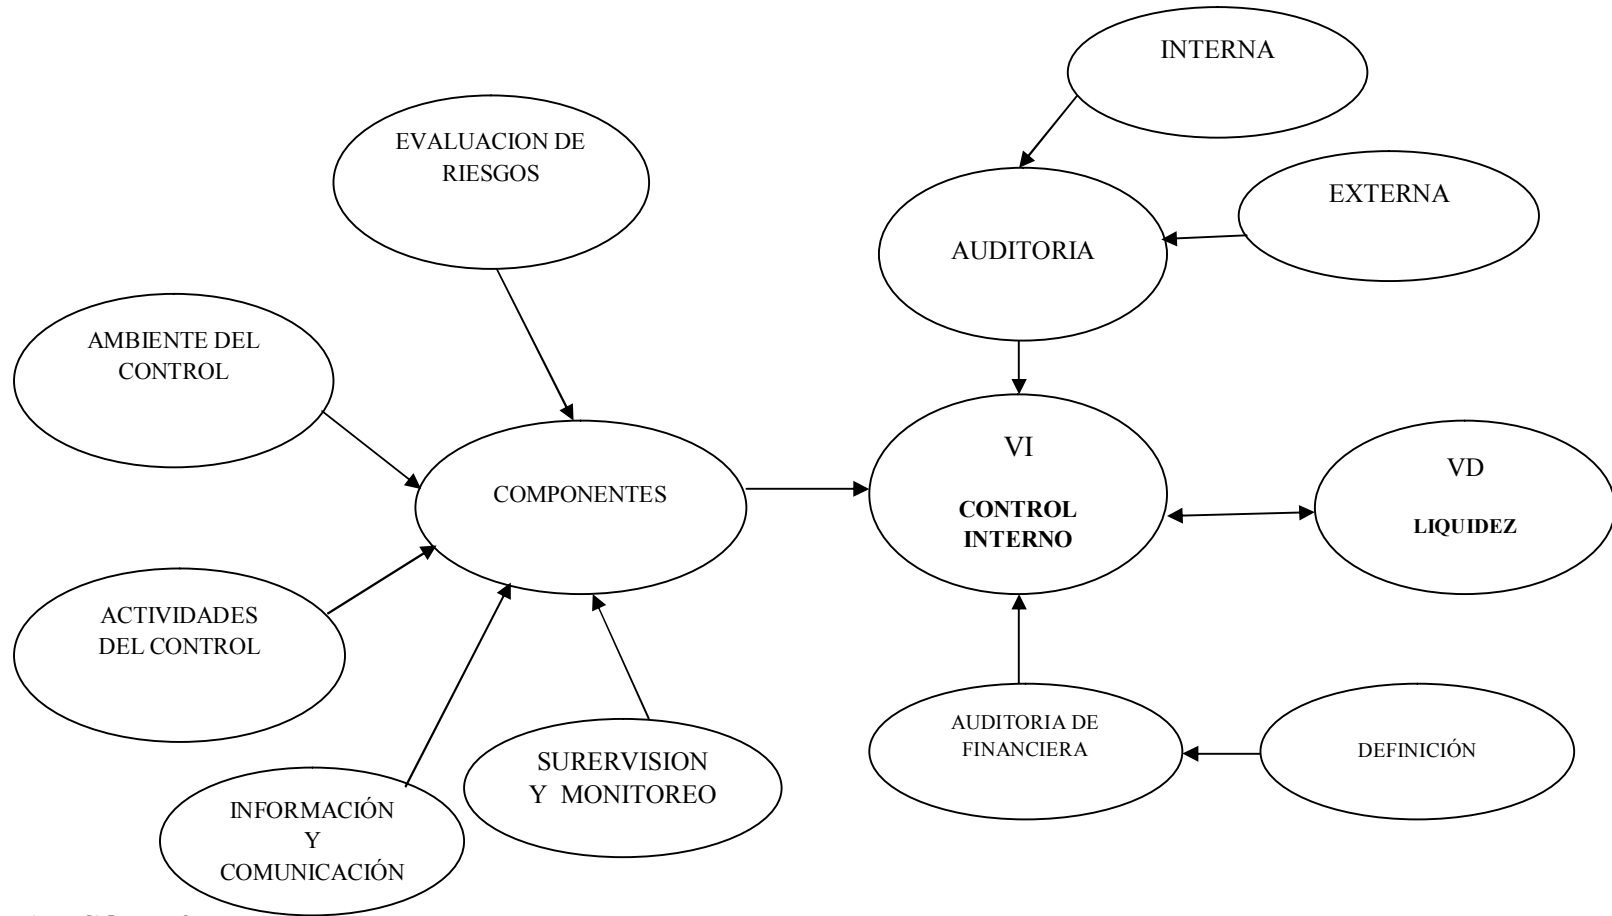 INTERNA
EVALUACION DE
RIESGOS
EXTERNA
AUDITORIA
AMBIENTE DEL
CONTROL
VI
CONTROL
INTERNO
VD
LIQUIDEZ
COMPONENTES
ACTIVIDADES
DEL CONTROL
AUDITORIA DE
FINANCIERA
DEFINICIÓN
SURERVISION
Y MONITOREO
INFORMACIÓN
Y
COMUNICACIÓN